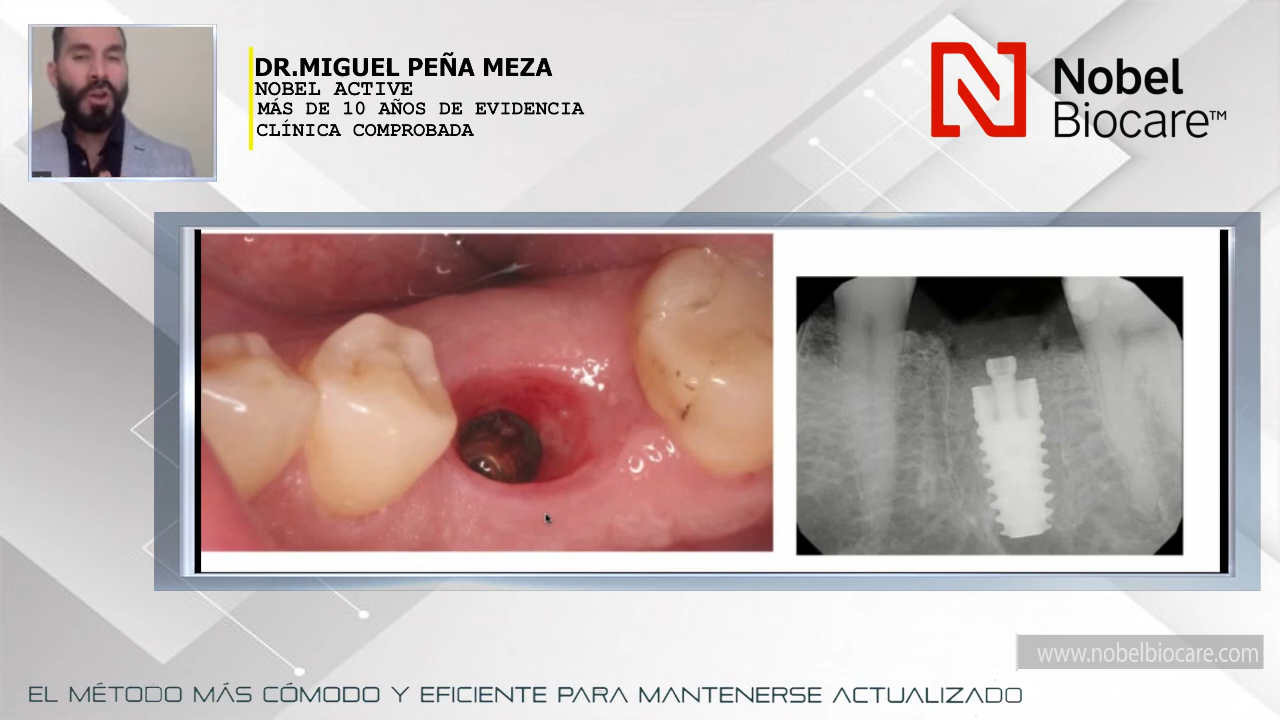 DR.MIGUEL PEÑA MEZA
NOBEL ACTIVE
MÁS DE 10 AÑOS DE EVIDENCIA
CLÍNICA COMPROBADA
Nobel
Biocare™
www.nobelbiocare.com
EL MÉTODO MÁS CÓMODO Y EFICIENTE PARA MANTENERSE ACTUALIZADO